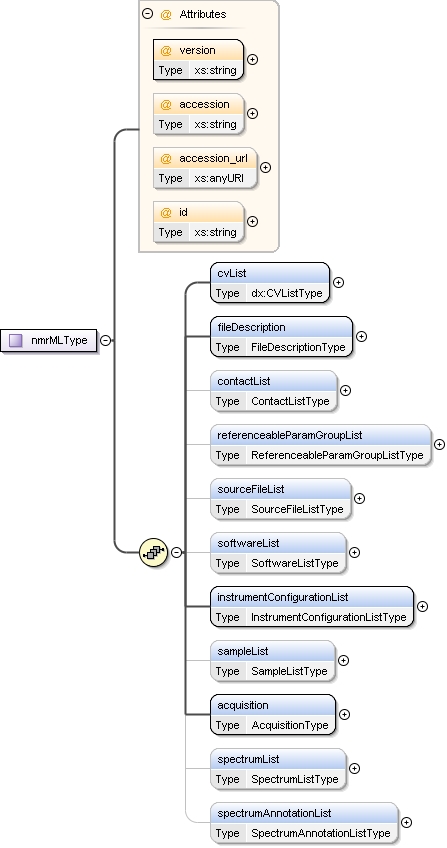 @ Attributes
@ version
Type xs:string
@ accession
Type xs:string
@ accession_url
Type xs:anyURI
@ id
Type xs:string
nmrMLType
cvList
Type dx:CVListType
fileDescription
Type FileDescriptionType
contactList
Type ContactListType
referenceableParamGroupList
Type ReferenceableParamGroupListType
sourceFileList
Type SourceFileListType
softwareList
Type SoftwareListType
instrumentConfigurationList
Type InstrumentConfigurationListType
sampleList
Type SampleListType
acquisition
Type AcquisitionType
spectrumList
Type SpectrumListType
spectrumAnnotationList
Type SpectrumAnnotationListType